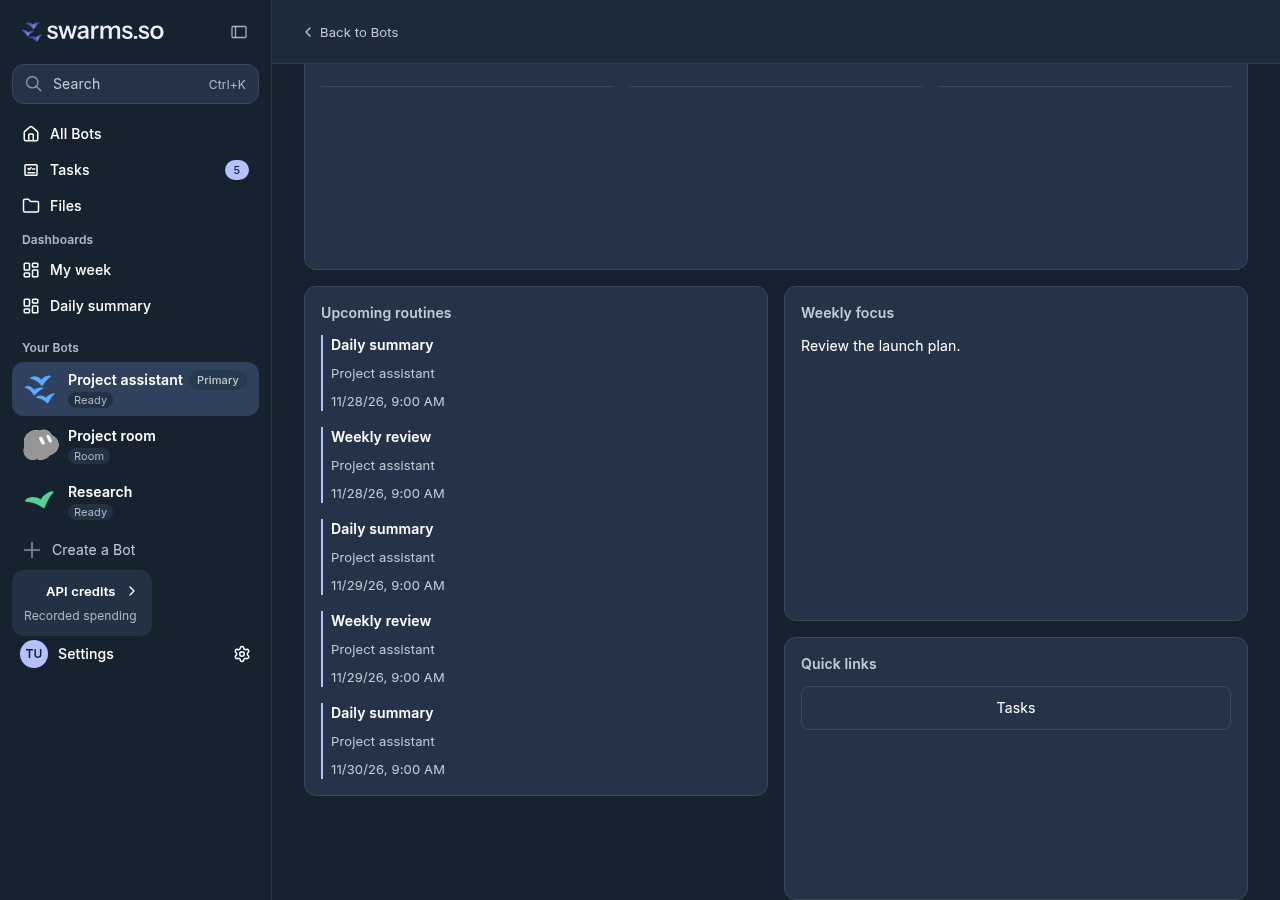 swarms.so
Search Ctrl+K
All Bots
Tasks 5
Files
Dashboards
My week
Daily summary
Your Bots
Project assistant Primary
Ready
Project room
Room
Research
Ready
Create a Bot
API credits
Recorded spending
TU Settings
Back to Bots
Upcoming routines
Daily summary
Project assistant
11/28/26, 9:00 AM
Weekly review
Project assistant
11/28/26, 9:00 AM
Daily summary
Project assistant
11/29/26, 9:00 AM
Weekly review
Project assistant
11/29/26, 9:00 AM
Daily summary
Project assistant
11/30/26, 9:00 AM
Weekly focus
Review the launch plan.
Quick links
Tasks